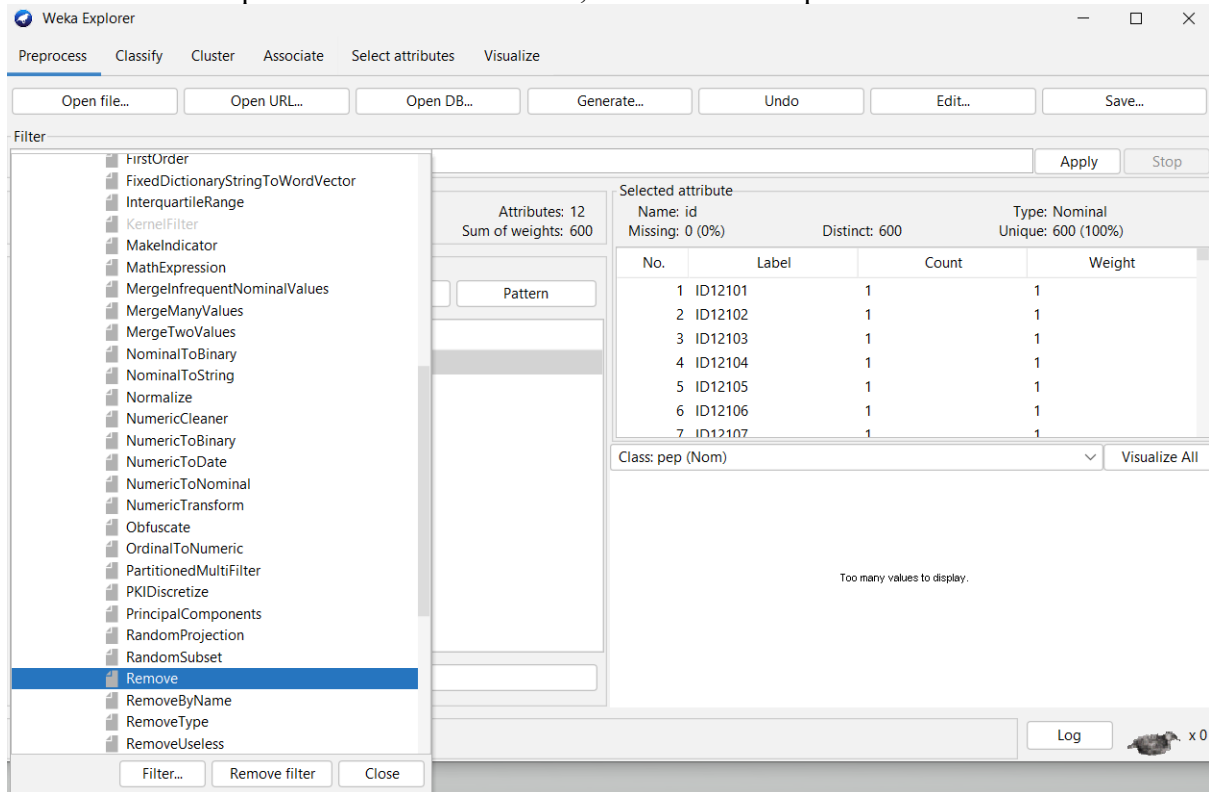 Weka Explorer
Preprocess Classify Cluster Associate Select attributes Visualize
Open file... Open URL... Open DB... Generate... Undo Edit... Save...
Filter
Apply Stop
FirstOrder
FixedDictionaryStringToWordVector
InterquartileRange
KernelFilter
MakeIndicator
MathExpression
MergeInfrequentNominalValues
MergeManyValues
MergeTwoValues
NominalToBinary
NominalToString
Normalize
NumericCleaner
NumericToBinary
NumericToDate
NumericToNominal
NumericTransform
Obfuscate
OrdinalToNumeric
PartitionedMultiFilter
PKIDiscretize
PrincipalComponents
RandomProjection
RandomSubset
Remove
RemoveByName
RemoveType
RemoveUseless
Filter... Remove filter Close
Attributes: 12
Sum of weights: 600
Pattern
Selected attribute
Name: id Type: Nominal
Missing: 0 (0%) Distinct: 600 Unique: 600 (100%)
No. Label Count Weight
1 ID12101 1 1
2 ID12102 1 1
3 ID12103 1 1
4 ID12104 1 1
5 ID12105 1 1
6 ID12106 1 1
7 ID12107 1 1
Class: pep (Nom) Visualize All
Too many values to display.
Log x 0